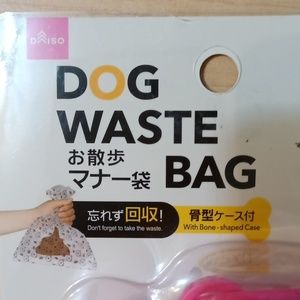 DAISO
DOG
WASTE
お散歩
マナー袋 BAG
忘れず回収! 骨型ケース付
Don't forget to take the waste. With Bone - shaped Case